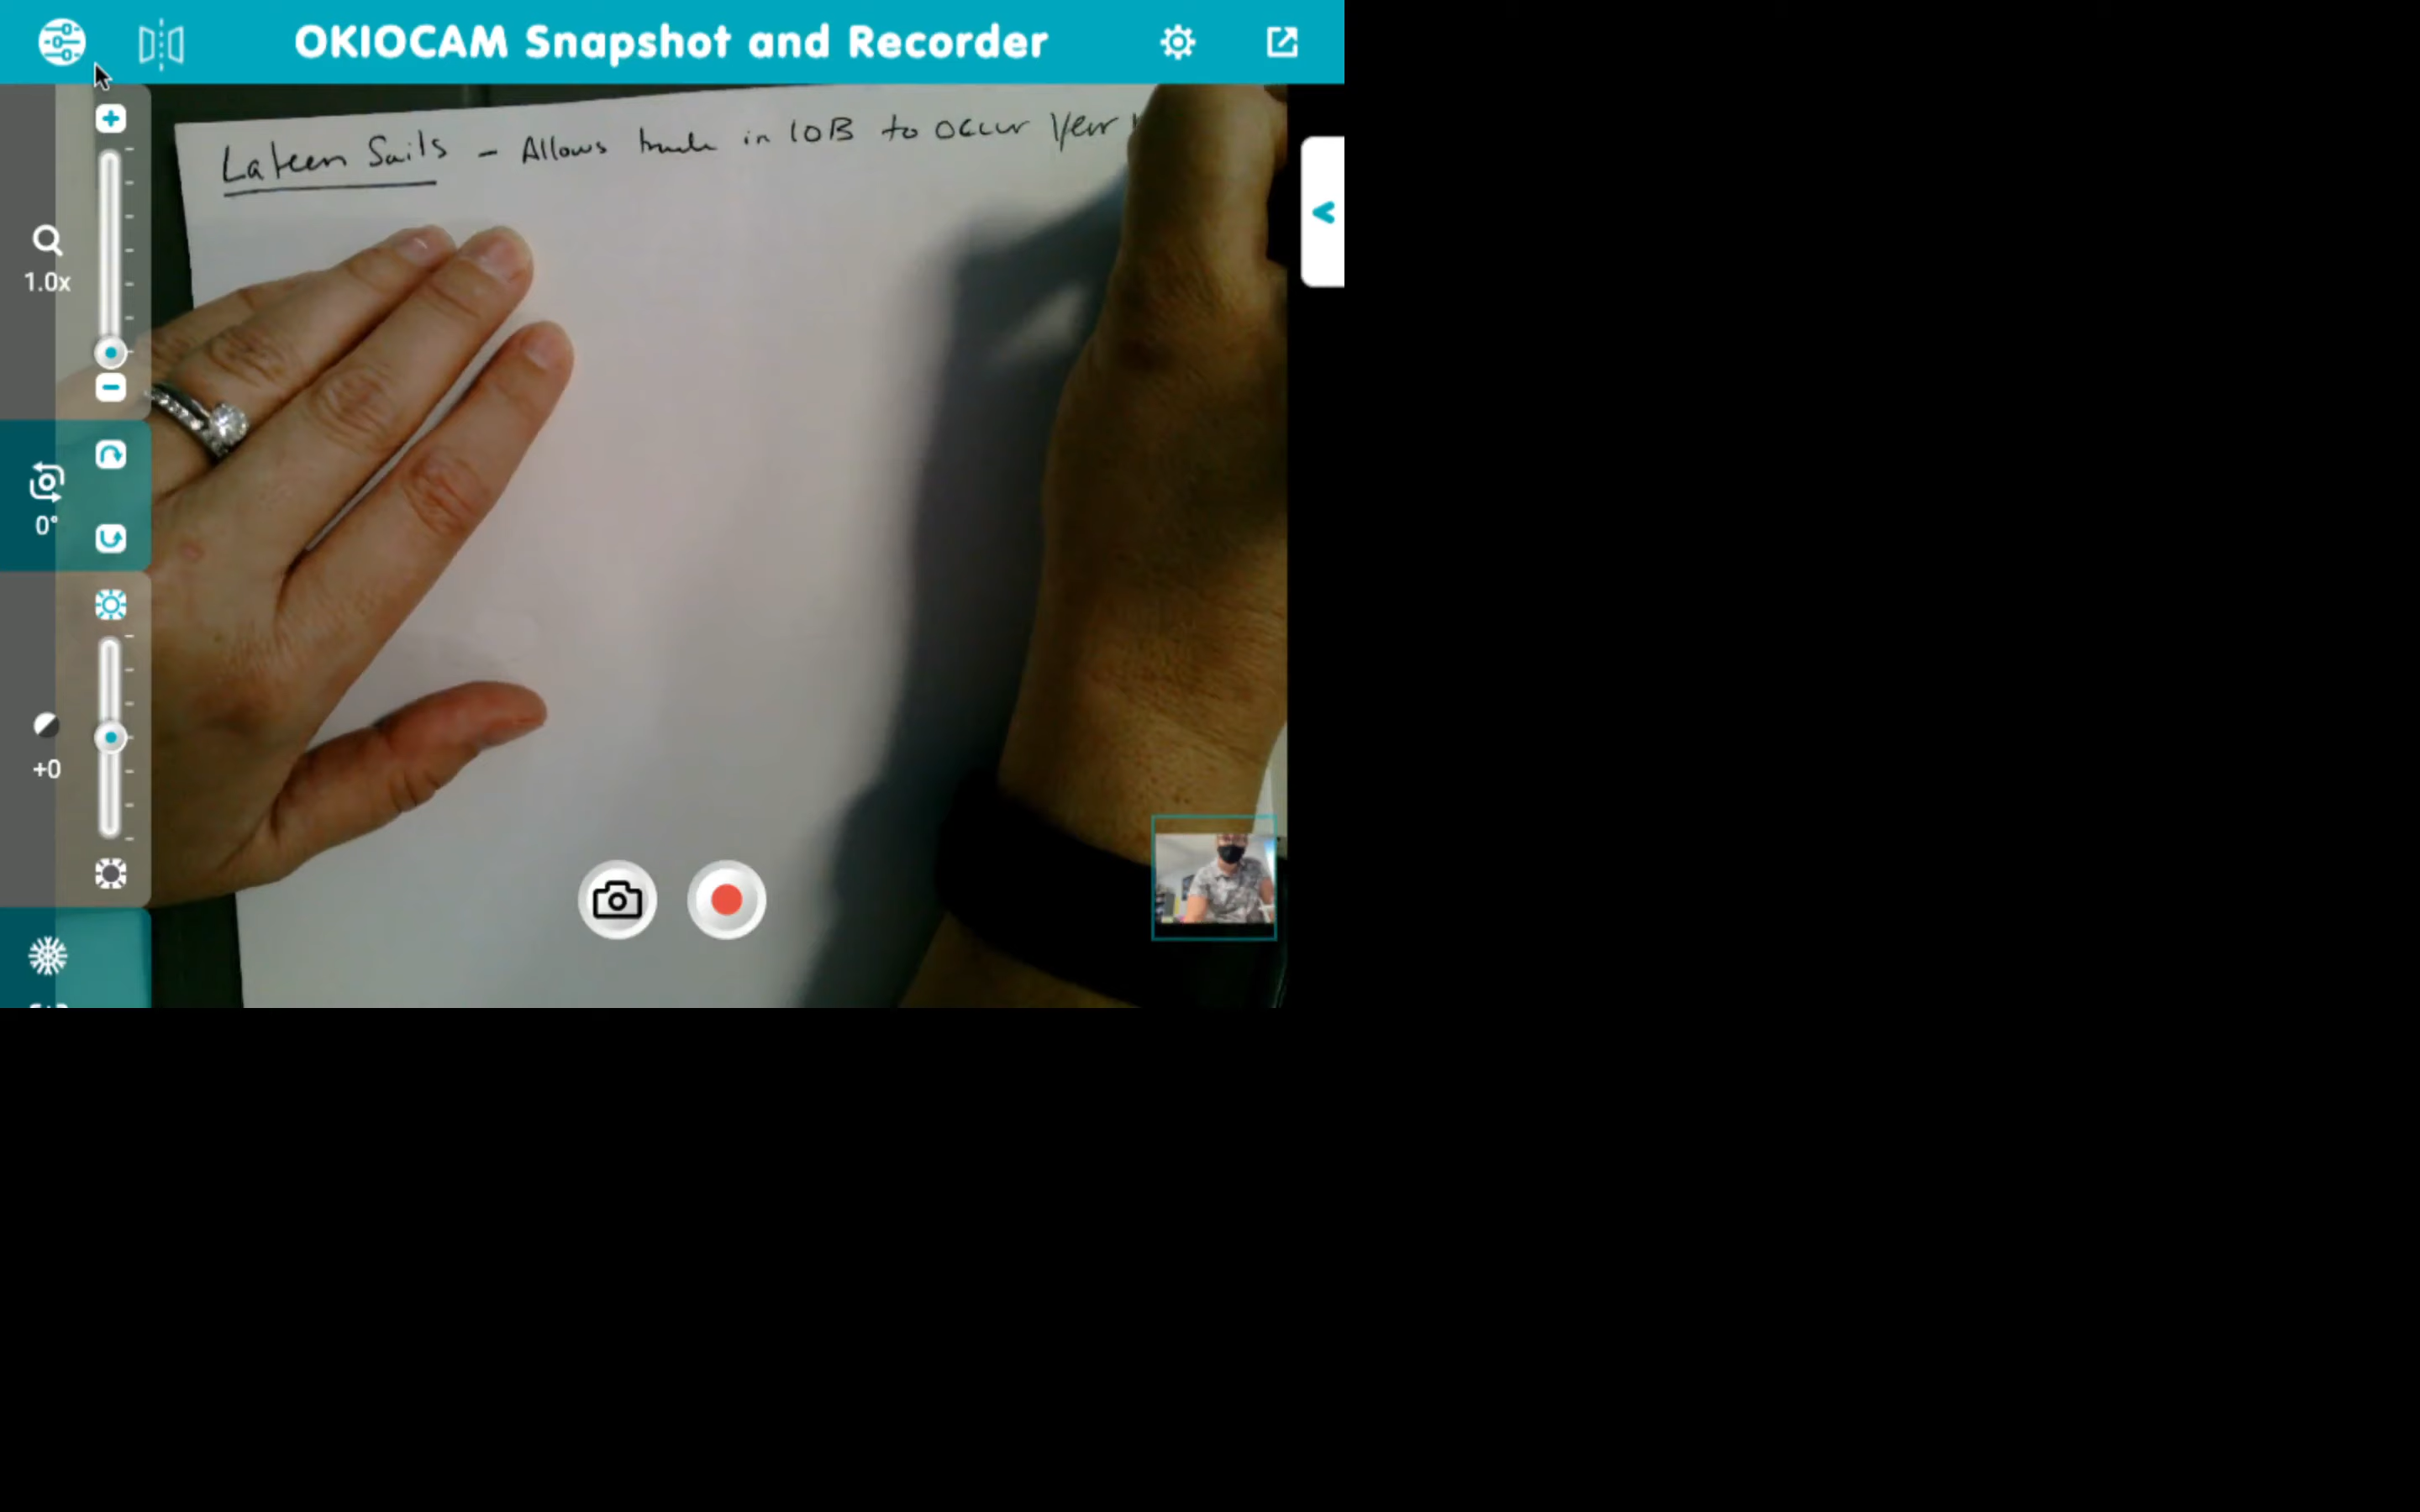 OKIOCAM Snapshot and Recorder
Lateen Sails - Allows trade in IOB to occur year
1.0x
0°
+0